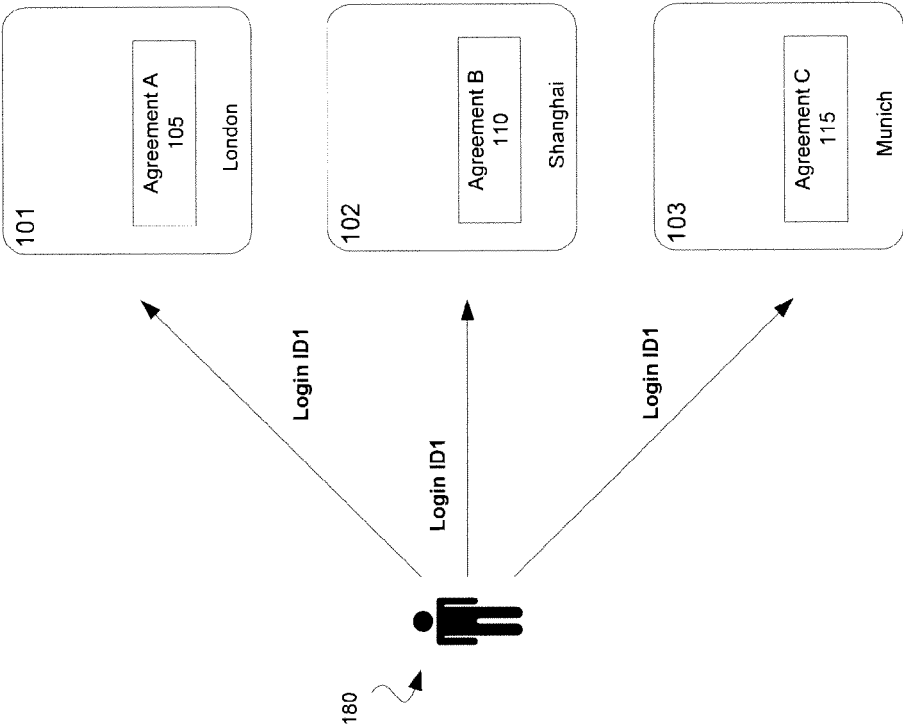 101
Agreement A
105
London
102
Agreement B
110
Shanghai
103
Agreement C
115
Munich
Login ID1
Login ID1
Login ID1
180